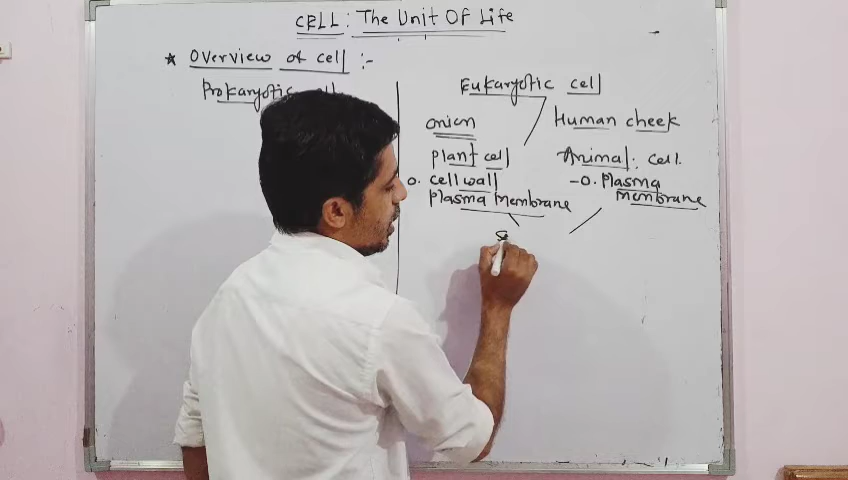 CELL: The Unit Of Life
* Overview of cell :-
Prokaryotic
Eukaryotic cell
onion
Human cheek
Plant cell
Animal. cell.
o. cell wall
-o. Plasma
Plasma Membrane
Membrane